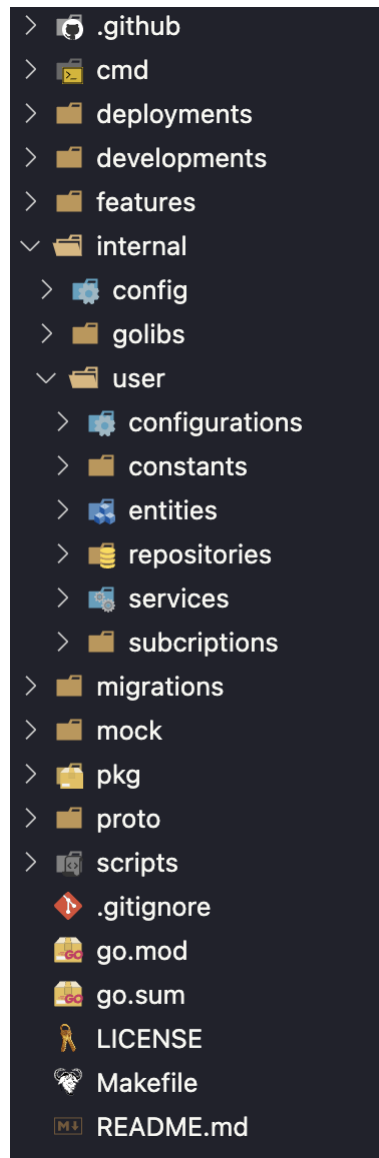 .github
cmd
deployments
developments
features
internal
config
golibs
user
configurations
constants
entities
repositories
services
subcriptions
migrations
mock
pkg
proto
scripts
.gitignore
go.mod
go.sum
LICENSE
Makefile
README.md